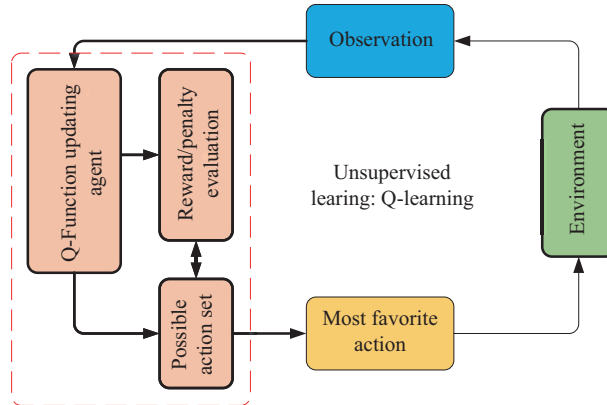 Observation
Q-Function updating
agent
Reward/penalty
evaluation
Unsupervised
learing: Q-learning
Environment
Possible
action set
Most favorite
action